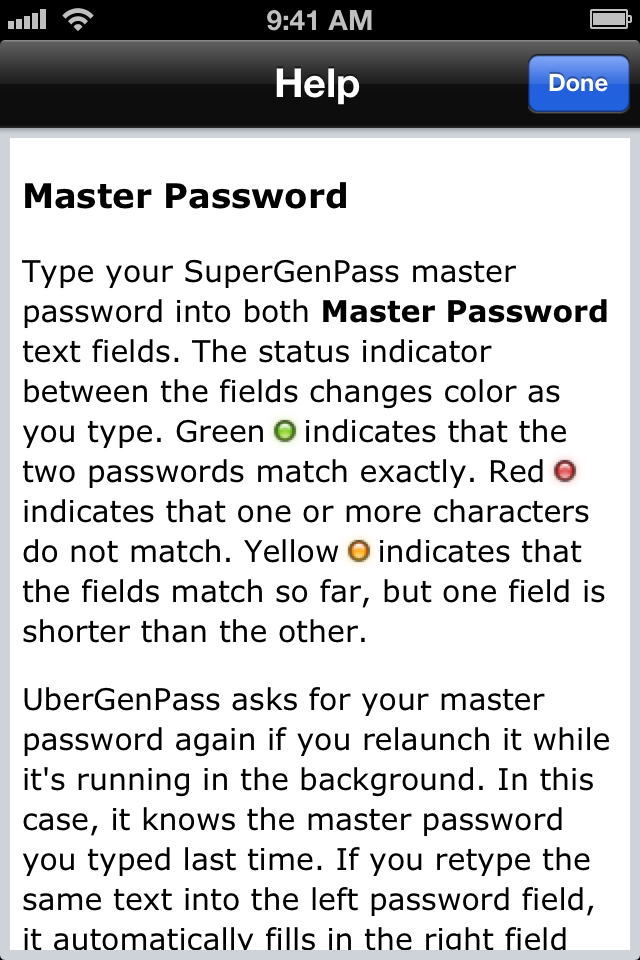 9:41 AM
Help
Done
Master Password
Type your SuperGenPass master
password into both Master Password
text fields. The status indicator
between the fields changes color as
you type. Green indicates that the
two passwords match exactly. Red
indicates that one or more characters
do not match. Yellow indicates that
the fields match so far, but one field is
shorter than the other.
UberGenPass asks for your master
password again if you relaunch it while
it's running in the background. In this
case, it knows the master password
you typed last time. If you retype the
same text into the left password field,
it automatically fills in the right field